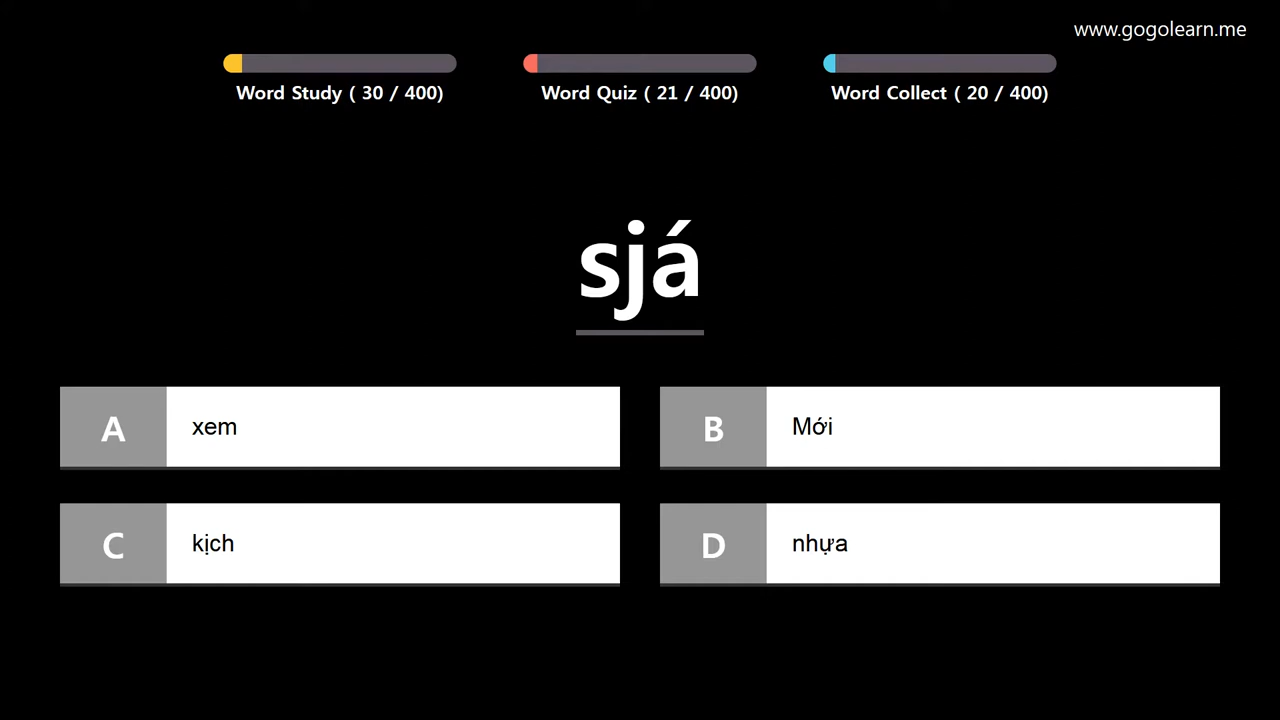 www.gogolearn.me
Word Study ( 30 / 400)
Word Quiz ( 21 / 400)
Word Collect ( 20 / 400)
sjá
A xem
B Mới
C kịch
D nhựa